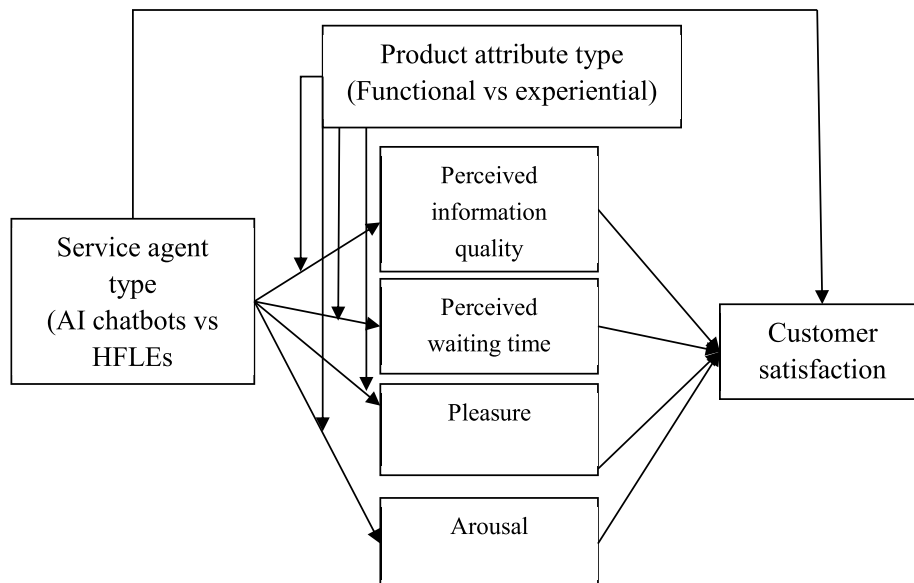 Product attribute type
(Functional vs experiential)
Perceived
information
quality
Service agent
type
(AI chatbots vs
HFLEs
Perceived
waiting time
Customer
satisfaction
Pleasure
Arousal